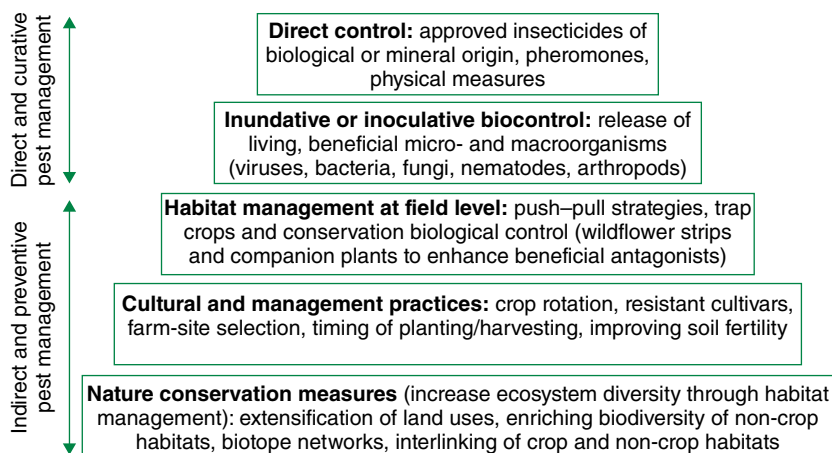 Direct and curative
pest management
Direct control: approved insecticides of
biological or mineral origin, pheromones,
physical measures
Inundative or inoculative biocontrol: release of
living, beneficial micro- and macroorganisms
(viruses, bacteria, fungi, nematodes, arthropods)
Indirect and preventive
pest management
Habitat management at field level: push–pull strategies, trap
crops and conservation biological control (wildflower strips
and companion plants to enhance beneficial antagonists)
Cultural and management practices: crop rotation, resistant cultivars,
farm-site selection, timing of planting/harvesting, improving soil fertility
Nature conservation measures (increase ecosystem diversity through habitat
management): extensification of land uses, enriching biodiversity of non-crop
habitats, biotope networks, interlinking of crop and non-crop habitats